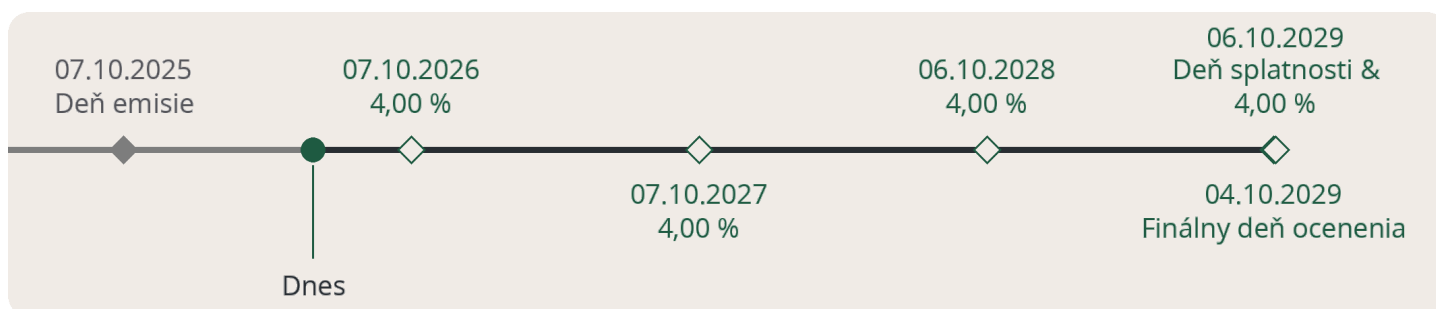 07.10.2025
Deň emisie
07.10.2026
4,00 %
06.10.2028
4,00 %
06.10.2029
Deň splatnosti &
4,00 %
07.10.2027
4,00 %
04.10.2029
Finálny deň ocenenia
Dnes